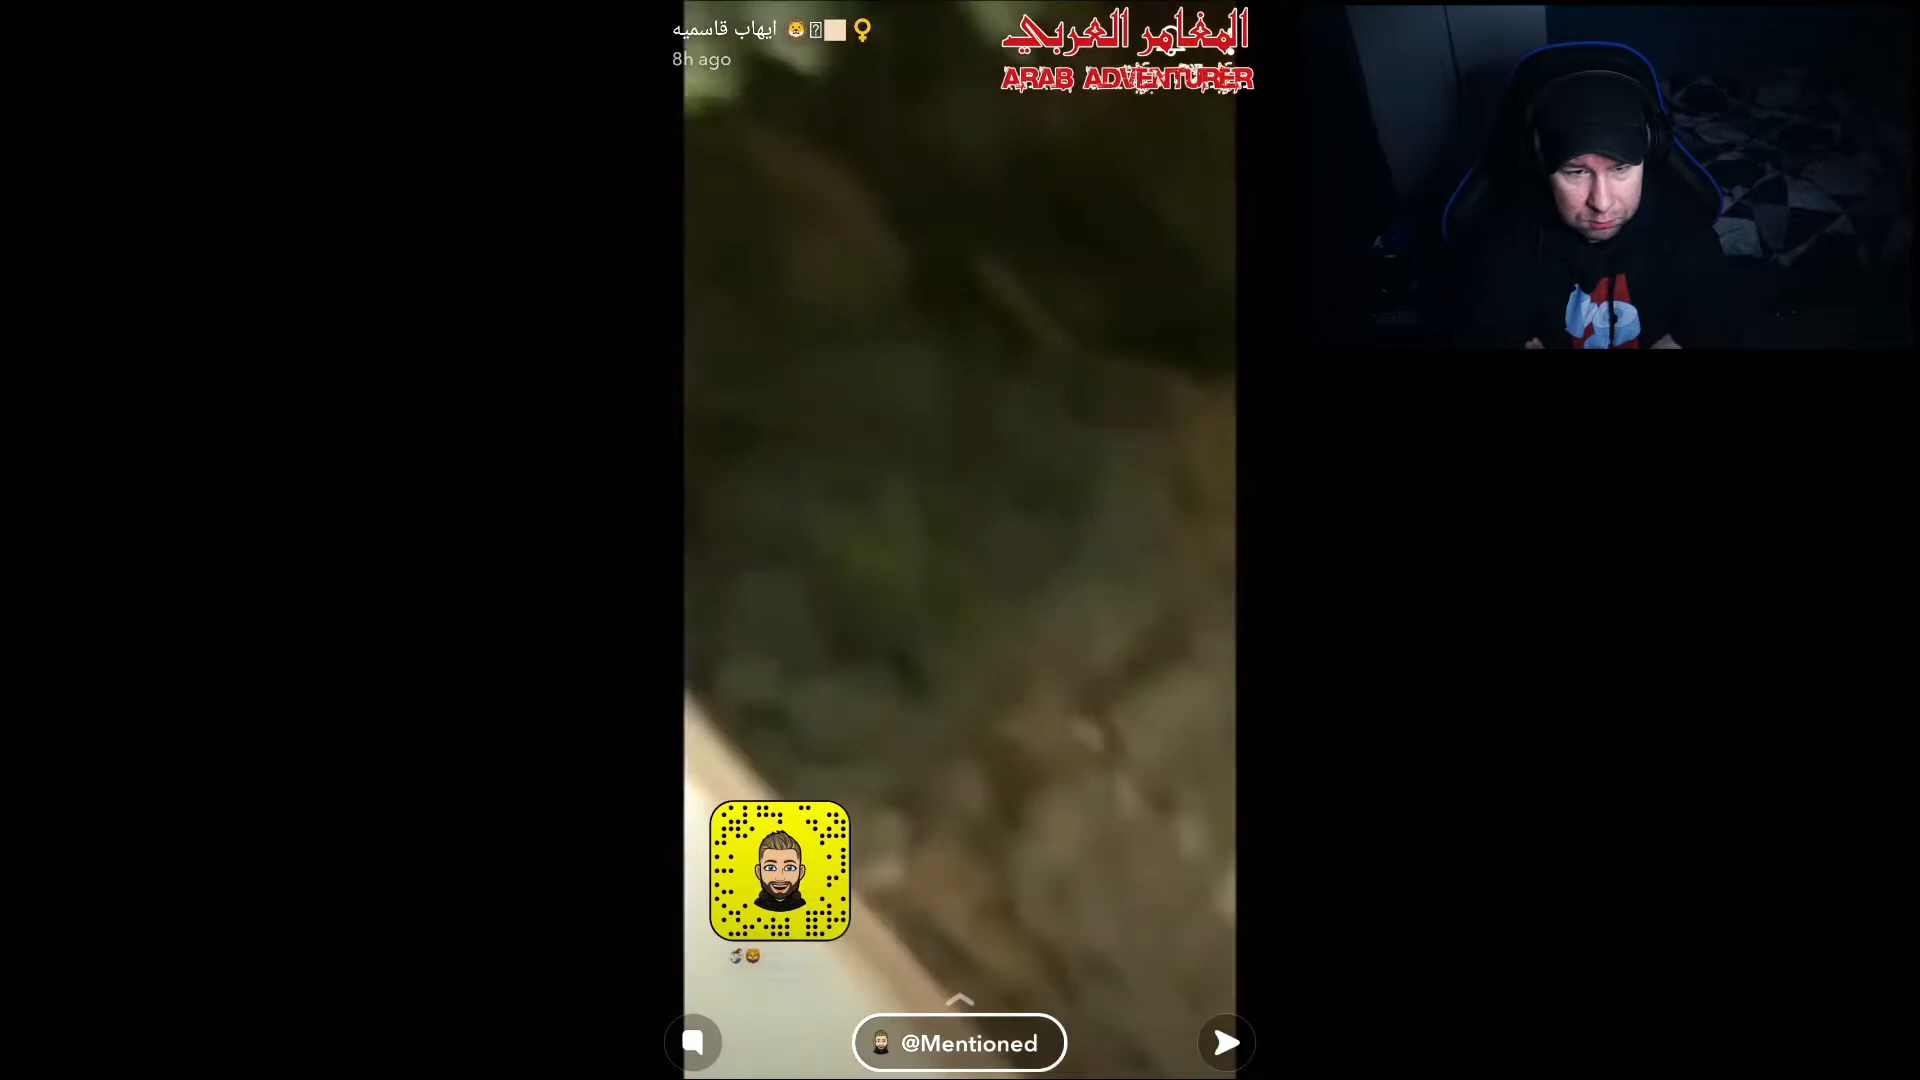 ايهاب قاسميه
8h ago
المغامر العربي
ARAB ADVENTURER
@Mentioned